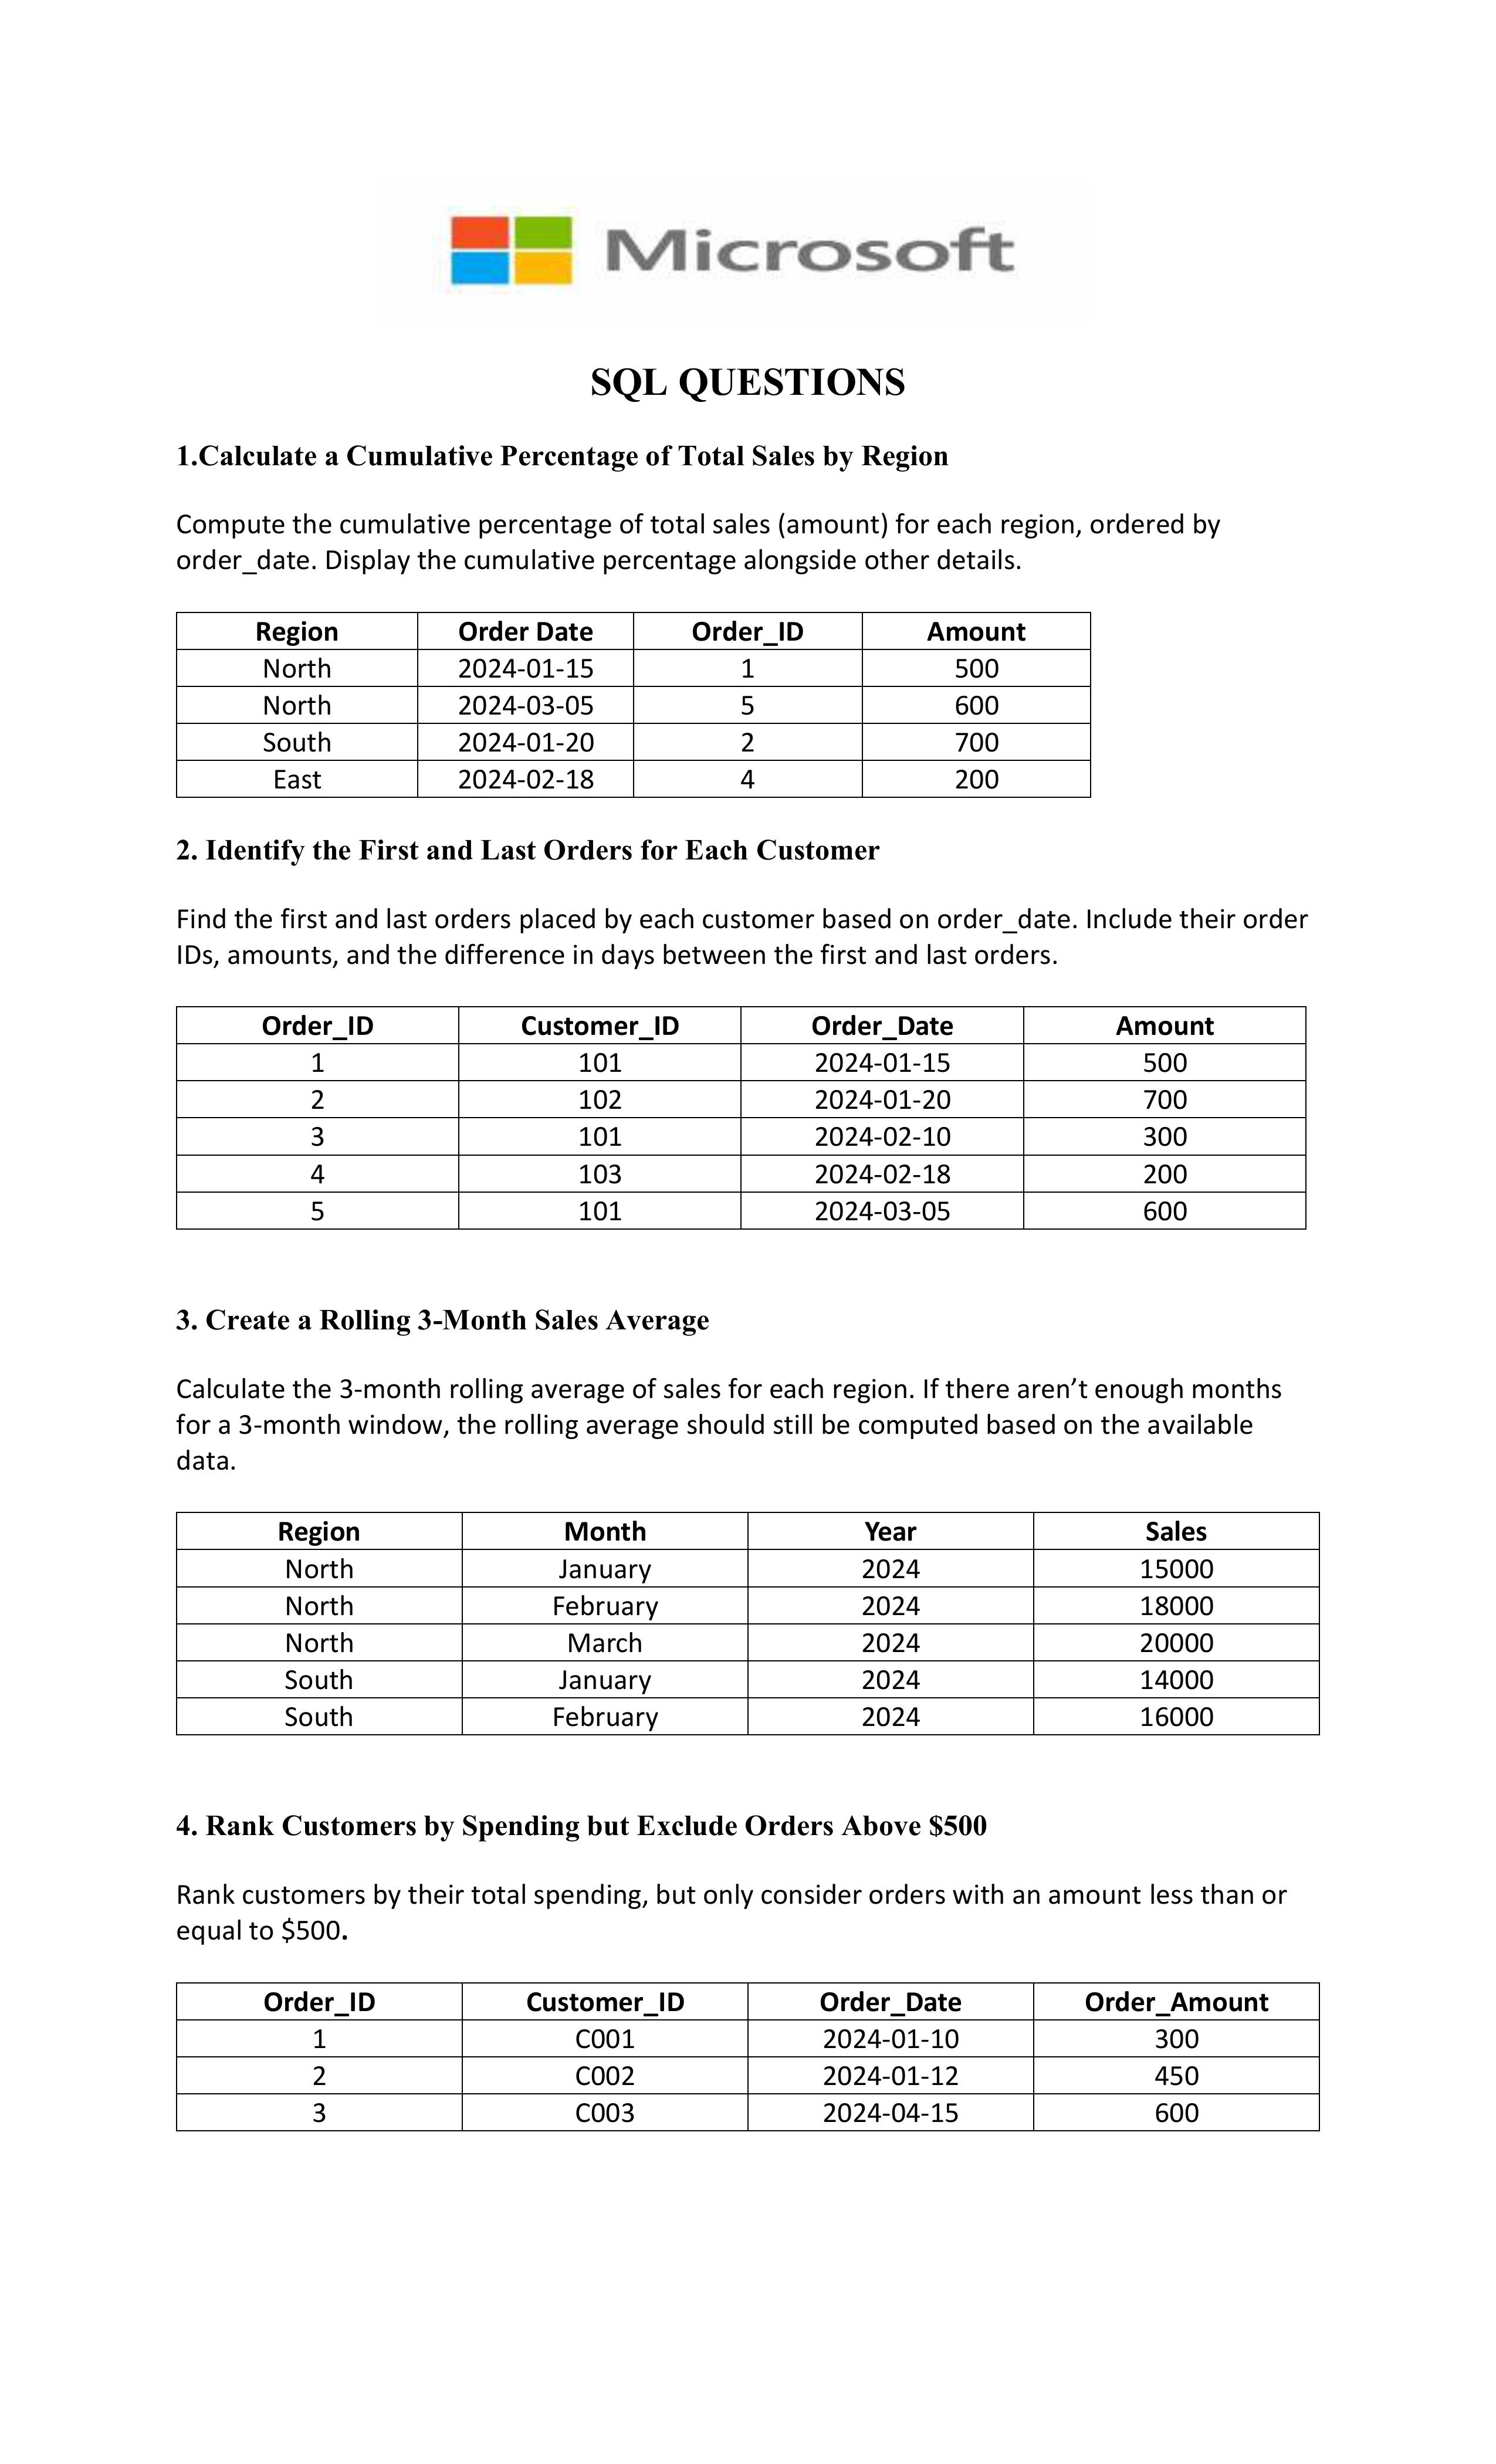 Microsoft
SQL QUESTIONS
1.Calculate a Cumulative Percentage of Total Sales by Region
Compute the cumulative percentage of total sales (amount) for each region, ordered by
order_date. Display the cumulative percentage alongside other details.
Region Order Date Order_ID Amount
North 2024-01-15 1 500
North 2024-03-05 5 600
South 2024-01-20 2 700
East 2024-02-18 4 200
2. Identify the First and Last Orders for Each Customer
Find the first and last orders placed by each customer based on order_date. Include their order
IDs, amounts, and the difference in days between the first and last orders.
Order_ID Customer_ID Order_Date Amount
1 101 2024-01-15 500
2 102 2024-01-20 700
3 101 2024-02-10 300
4 103 2024-02-18 200
5 101 2024-03-05 600
3. Create a Rolling 3-Month Sales Average
Calculate the 3-month rolling average of sales for each region. If there aren’t enough months
for a 3-month window, the rolling average should still be computed based on the available
data.
Region Month Year Sales
North January 2024 15000
North February 2024 18000
North March 2024 20000
South January 2024 14000
South February 2024 16000
4. Rank Customers by Spending but Exclude Orders Above $500
Rank customers by their total spending, but only consider orders with an amount less than or
equal to $500.
Order_ID Customer_ID Order_Date Order_Amount
1 C001 2024-01-10 300
2 C002 2024-01-12 450
3 C003 2024-04-15 600